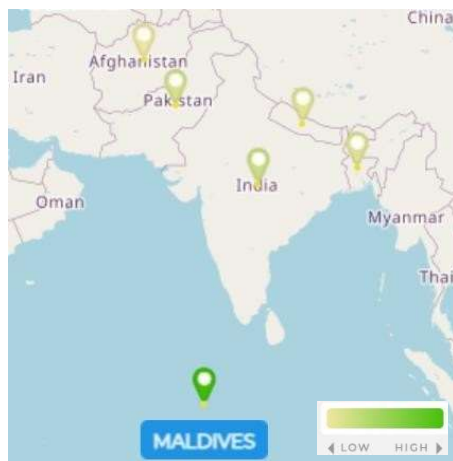 China
Afghanistan
Iran
Pakistan
India
Oman
Myanmar
Thai
MALDIVES
LOW HIGH